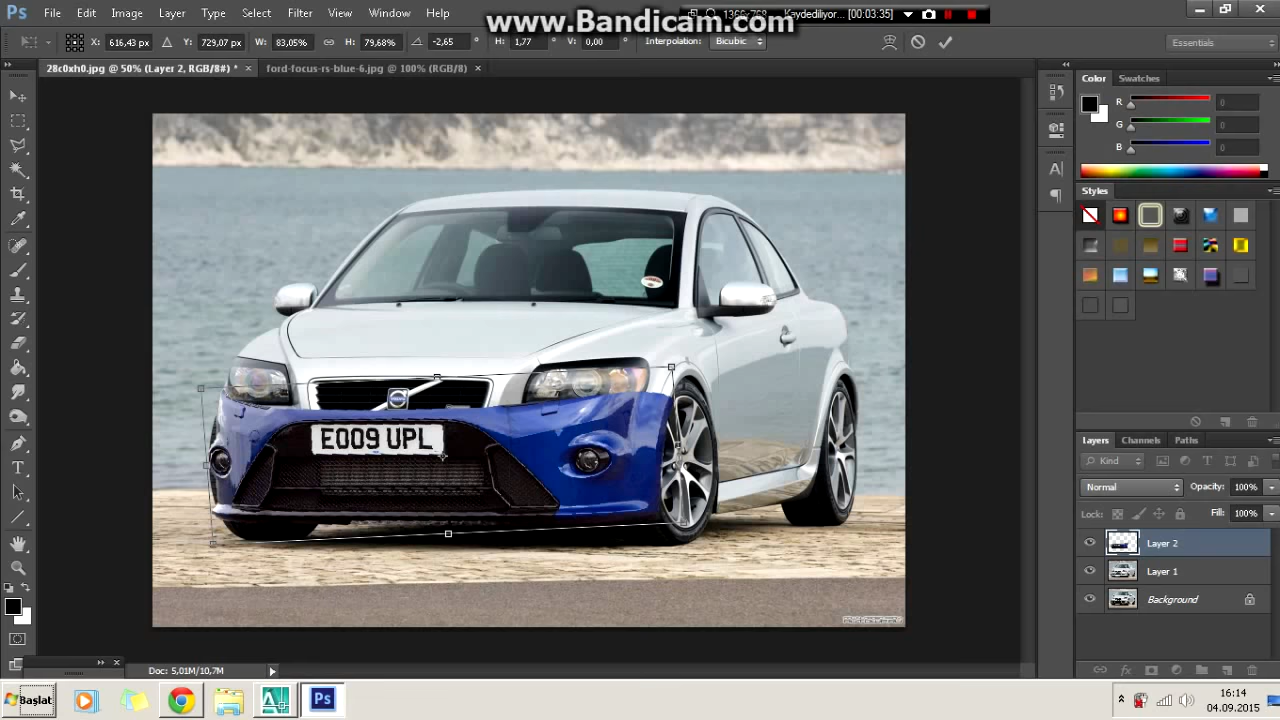 www.Bandicam.com
1366x768 Kaydediliyor... [00:03:35]
Ps File Edit Image Layer Type Select Filter View Window Help
X: 616,43 px Y: 729,07 px W: 83,05% H: 79,68% -2,65 ° H: 1,77 ° V: 0,00 ° Interpolation: Bicubic Essentials
28c0xh0.jpg @ 50% (Layer 2, RGB/8#) * × ford-focus-rs-blue-6.jpg @ 100% (RGB/8) ×
Color Swatches
R 0
G 0
B 0
Styles
E009 UPL
Layers Channels Paths
Kind
Normal Opacity: 100%
Lock: Fill: 100%
Layer 2
Layer 1
Background
Doc: 5,01M/10,7M
Başlat Ps
16:14
04.09.2015